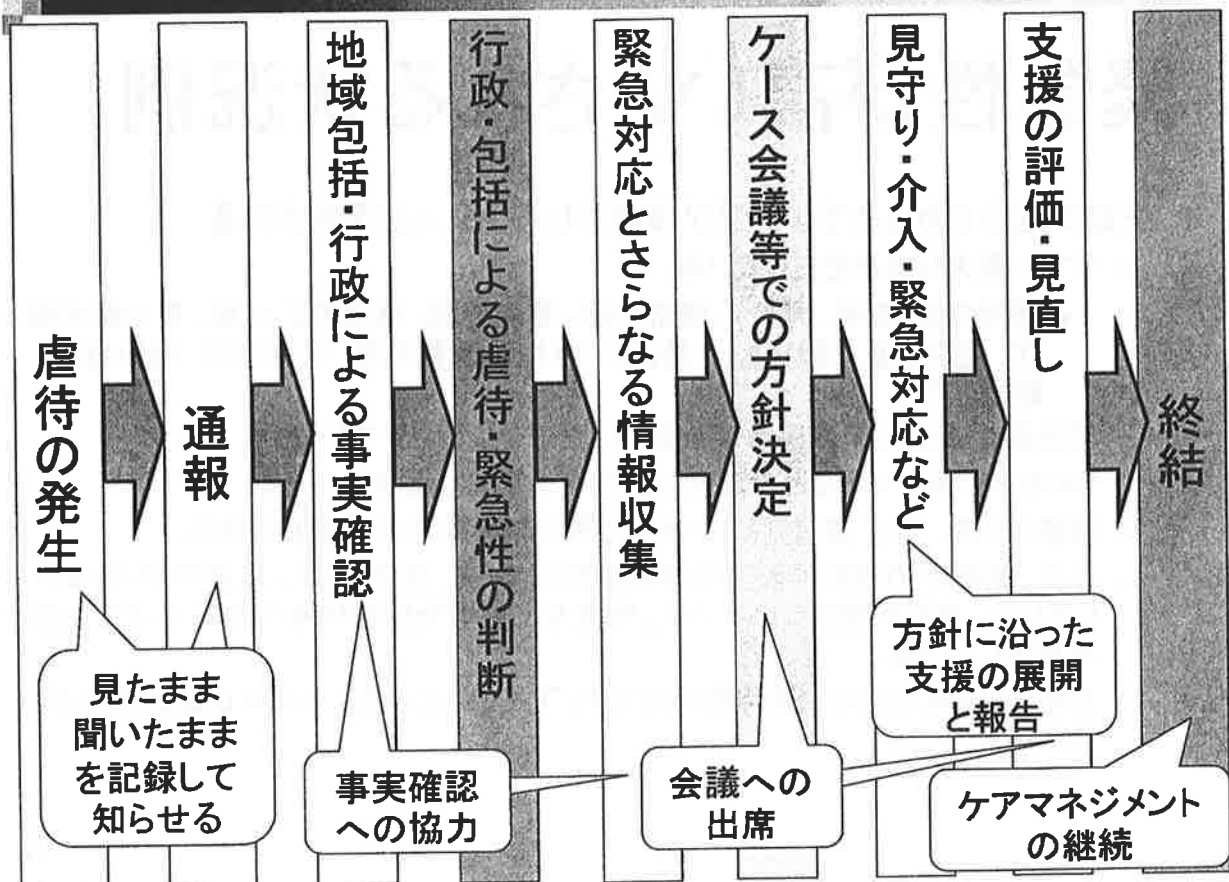 虐待の発生
通報
地域包括・行政による事実確認
行政・包括による虐待・緊急性の判断
緊急対応とさらなる情報収集
ケース会議等での方針決定
見守り・介入・緊急対応など
支援の評価・見直し
終結
見たまま
聞いたまま
を記録して
知らせる
事実確認
への協力
会議への
出席
方針に沿った
支援の展開
と報告
ケアマネジメント
の継続